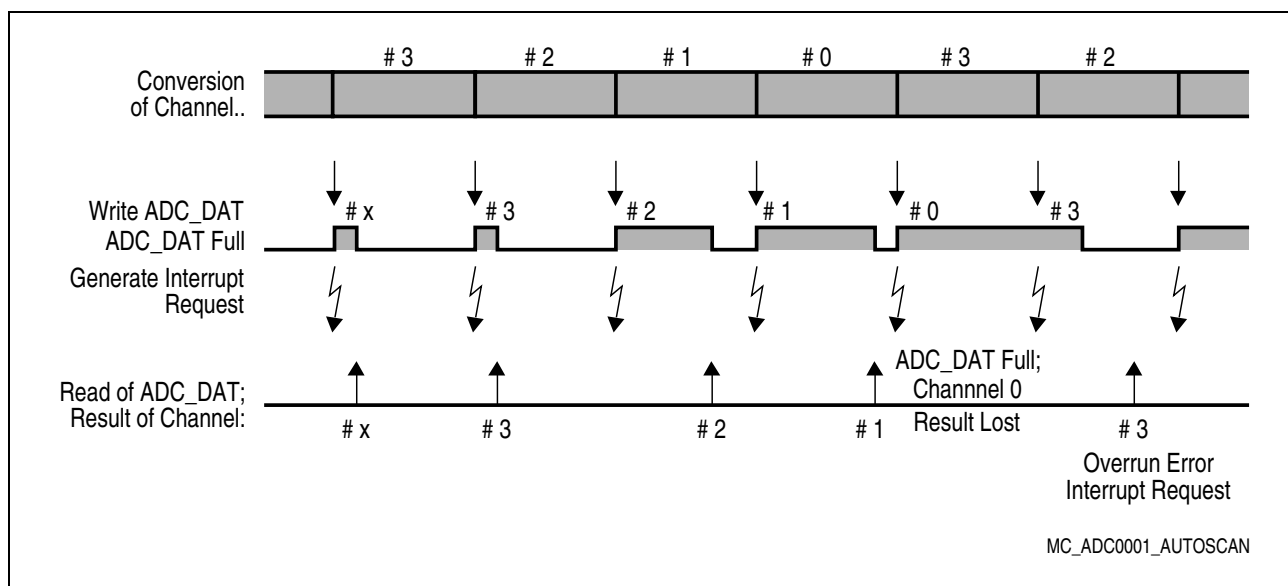 # 3 # 2 # 1 # 0 # 3 # 2
Conversion
of Channel..
Write ADC_DAT # x # 3 # 2 # 1 # 0 # 3
ADC_DAT Full
Generate Interrupt
Request
ADC_DAT Full;
Read of ADC_DAT; Channnel 0
Result of Channel: # x # 3 # 2 # 1 Result Lost # 3
Overrun Error
Interrupt Request
MC_ADC0001_AUTOSCAN